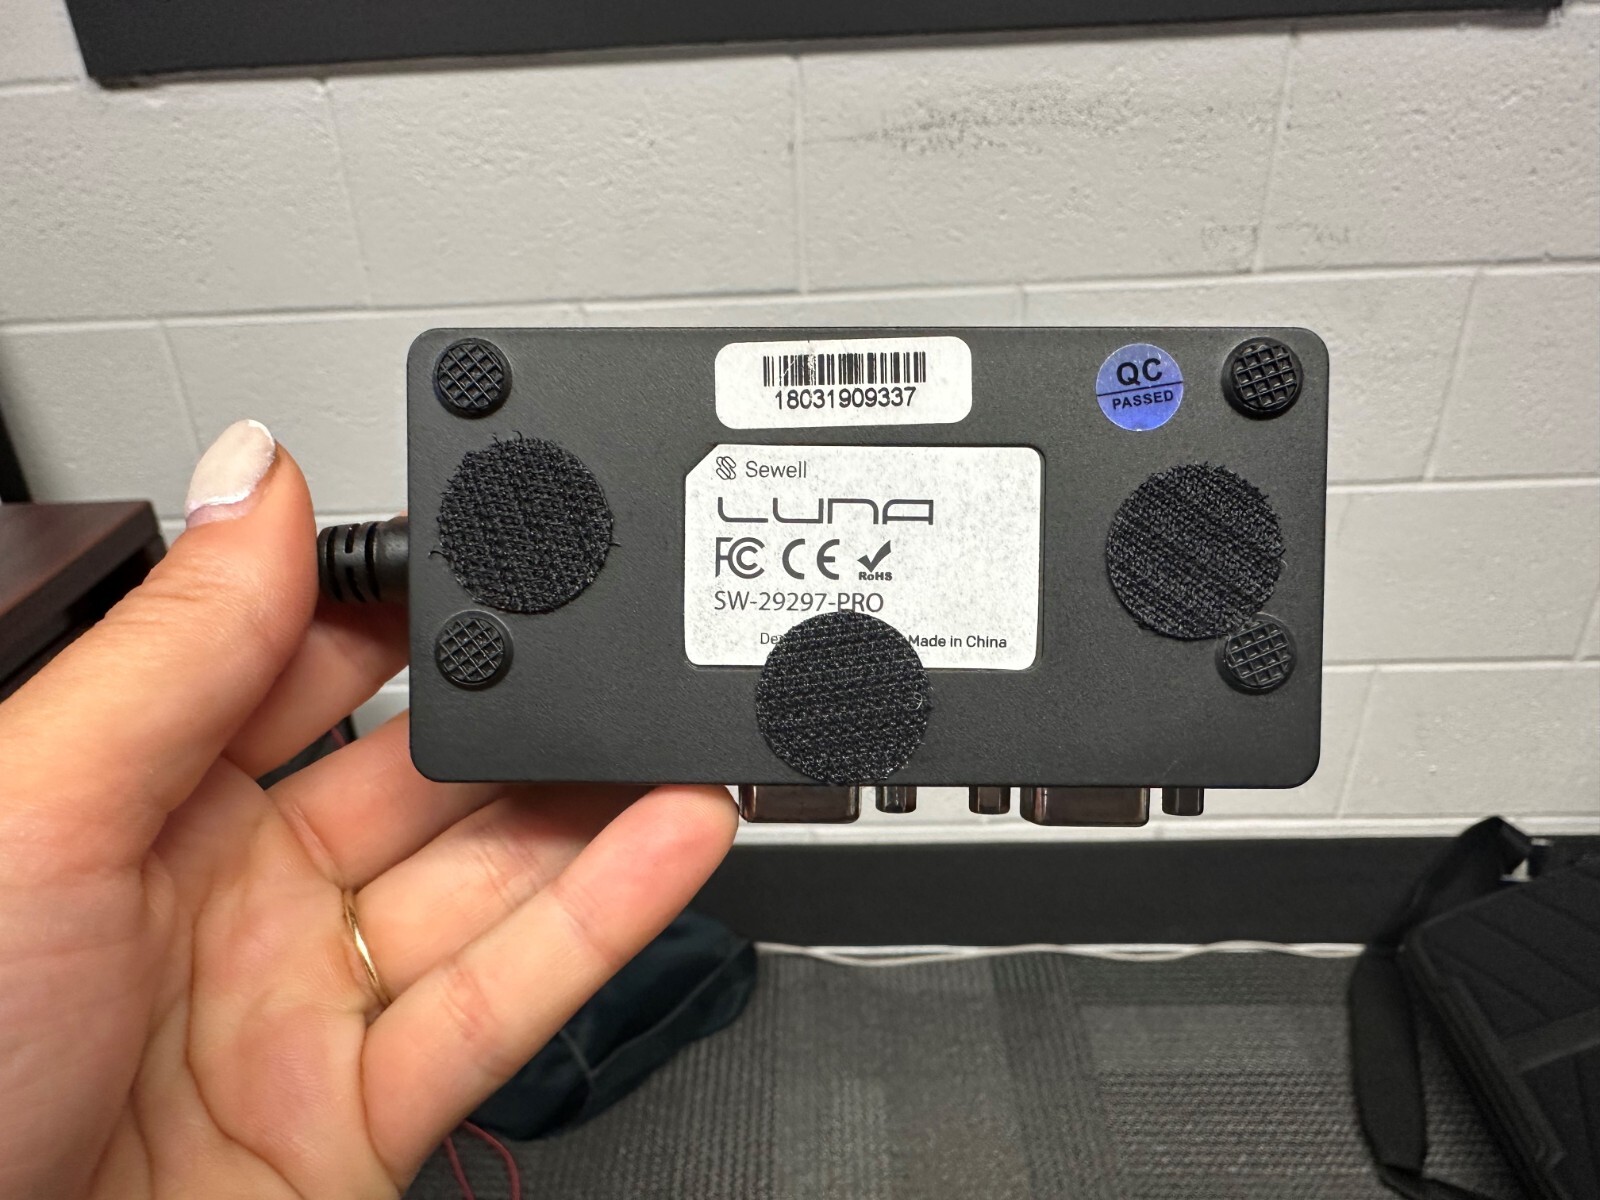 18031909337
QC
PASSED
Sewell
LUNA
FC CE RoHS
SW-29297-PRO
Made in China